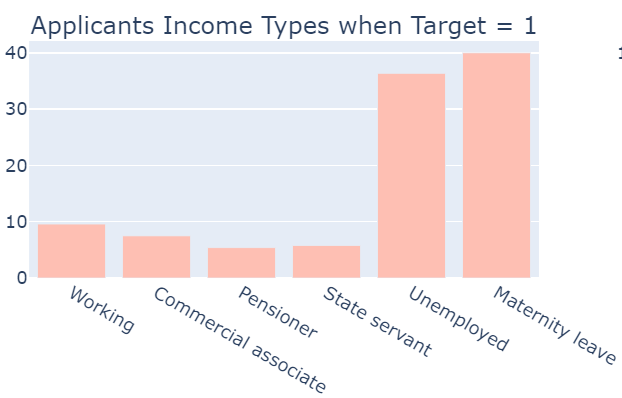 Applicants Income Types when Target = 1
40
30
20
10
0
Working
Commercial associate
Pensioner
State servant
Unemployed
Maternity leave